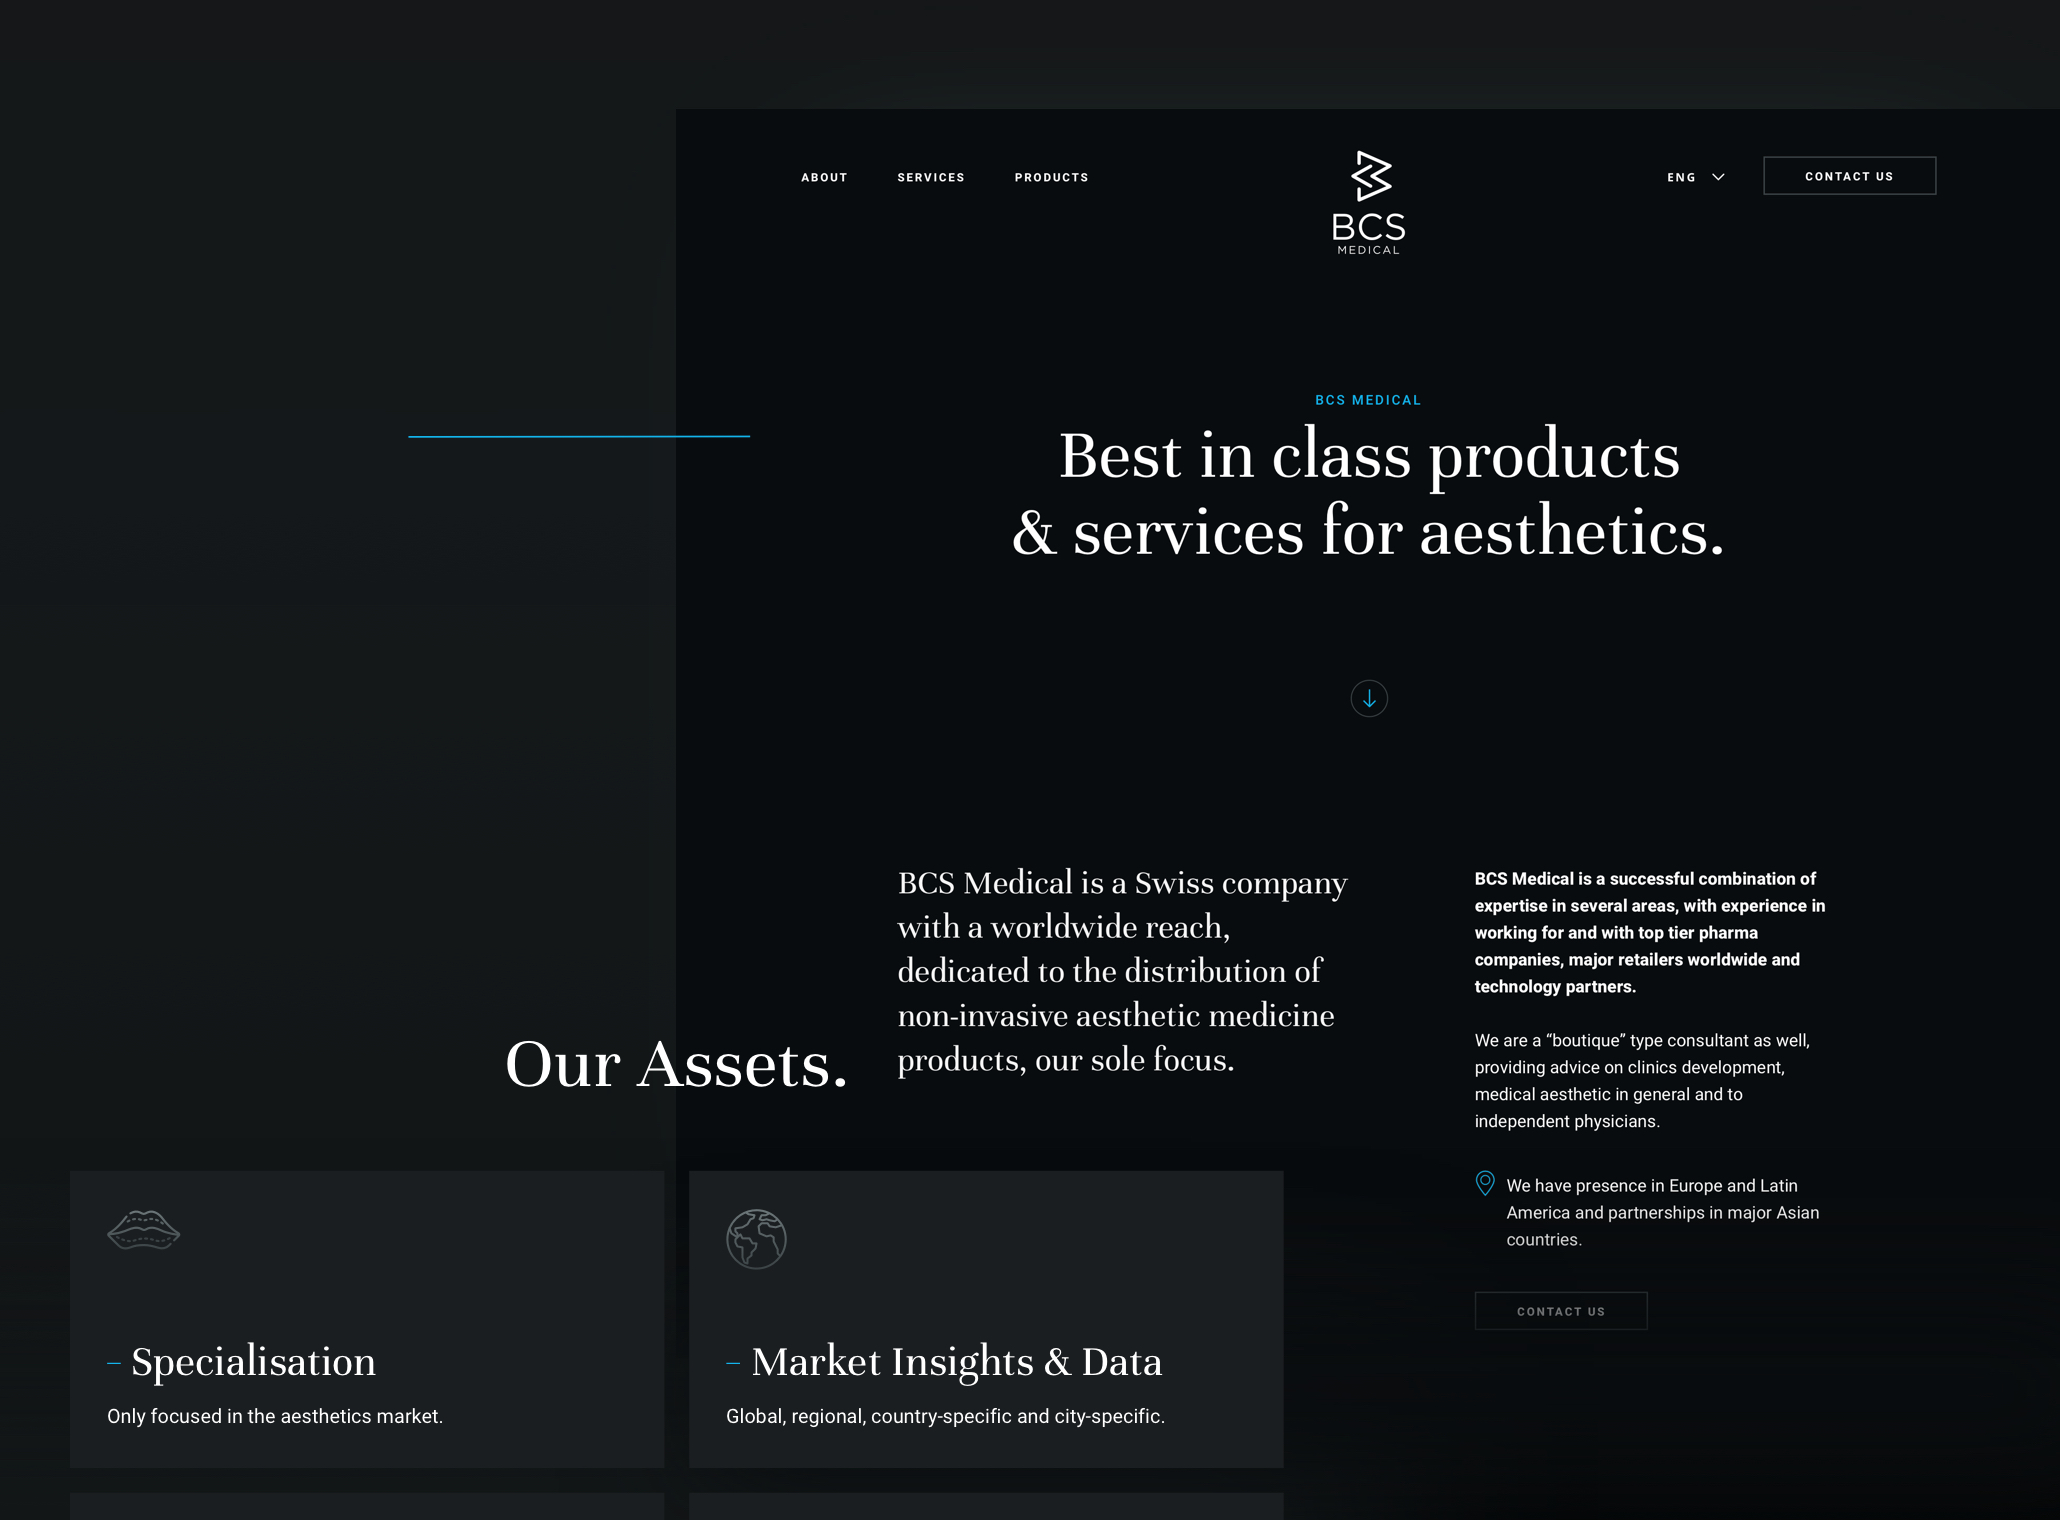 ABOUT
SERVICES
PRODUCTS
BCS
MEDICAL
ENG
CONTACT US
BCS MEDICAL
Best in class products
& services for aesthetics.
BCS Medical is a Swiss company
with a worldwide reach,
dedicated to the distribution of
non-invasive aesthetic medicine
products, our sole focus.
BCS Medical is a successful combination of
expertise in several areas, with experience in
working for and with top tier pharma
companies, major retailers worldwide and
technology partners.
We are a “boutique” type consultant as well,
providing advice on clinics development,
medical aesthetic in general and to
independent physicians.
We have presence in Europe and Latin
America and partnerships in major Asian
countries.
CONTACT US
Our Assets.
– Specialisation
Only focused in the aesthetics market.
– Market Insights & Data
Global, regional, country-specific and city-specific.